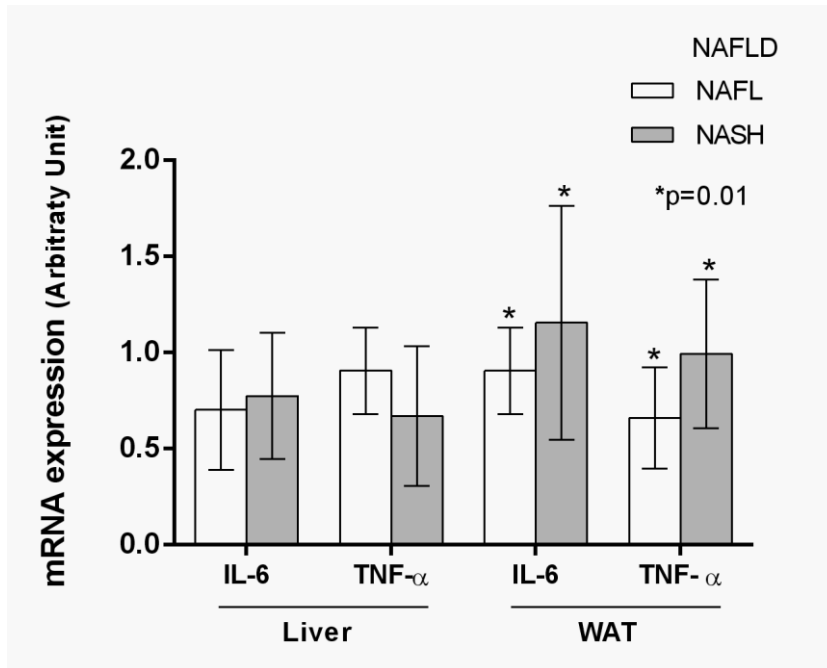 NAFLD
NAFL
NASH
*p=0.01
mRNA expression (Arbitraty Unit)
2.0
1.5
1.0
0.5
0.0
*
*
*
*
IL-6 TNF-α IL-6 TNF- α
Liver WAT